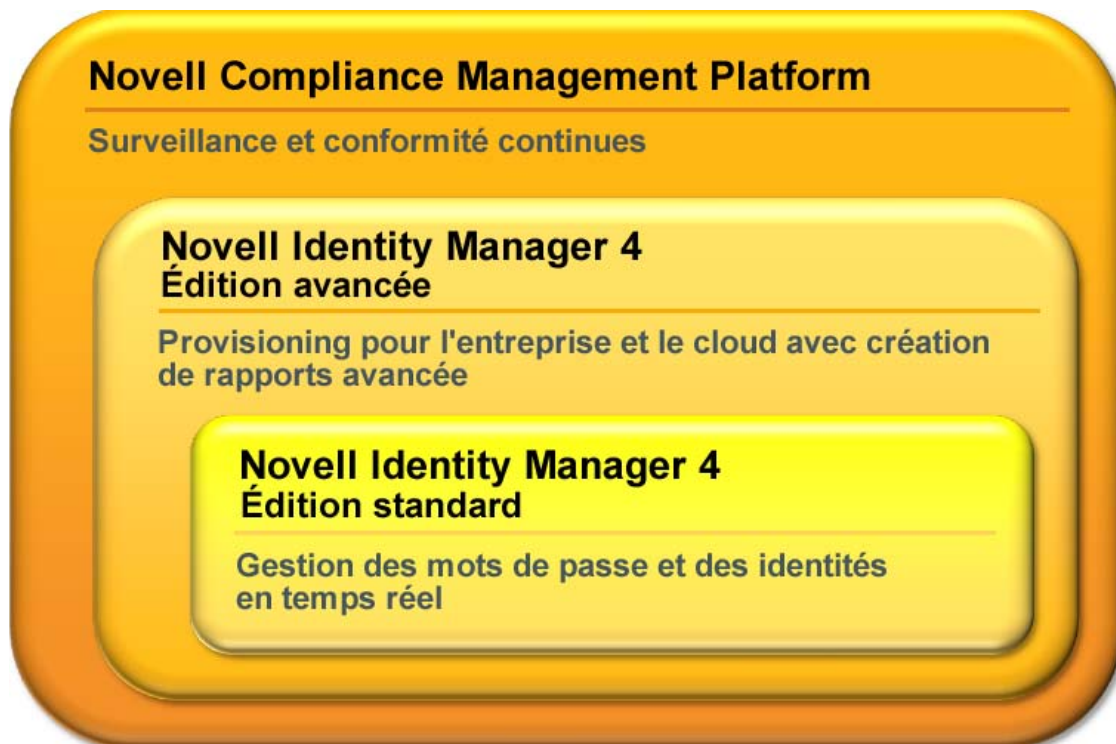 Novell Compliance Management Platform
Surveillance et conformité continues
Novell Identity Manager 4
Édition avancée
Provisioning pour l'entreprise et le cloud avec création
de rapports avancée
Novell Identity Manager 4
Édition standard
Gestion des mots de passe et des identités
en temps réel